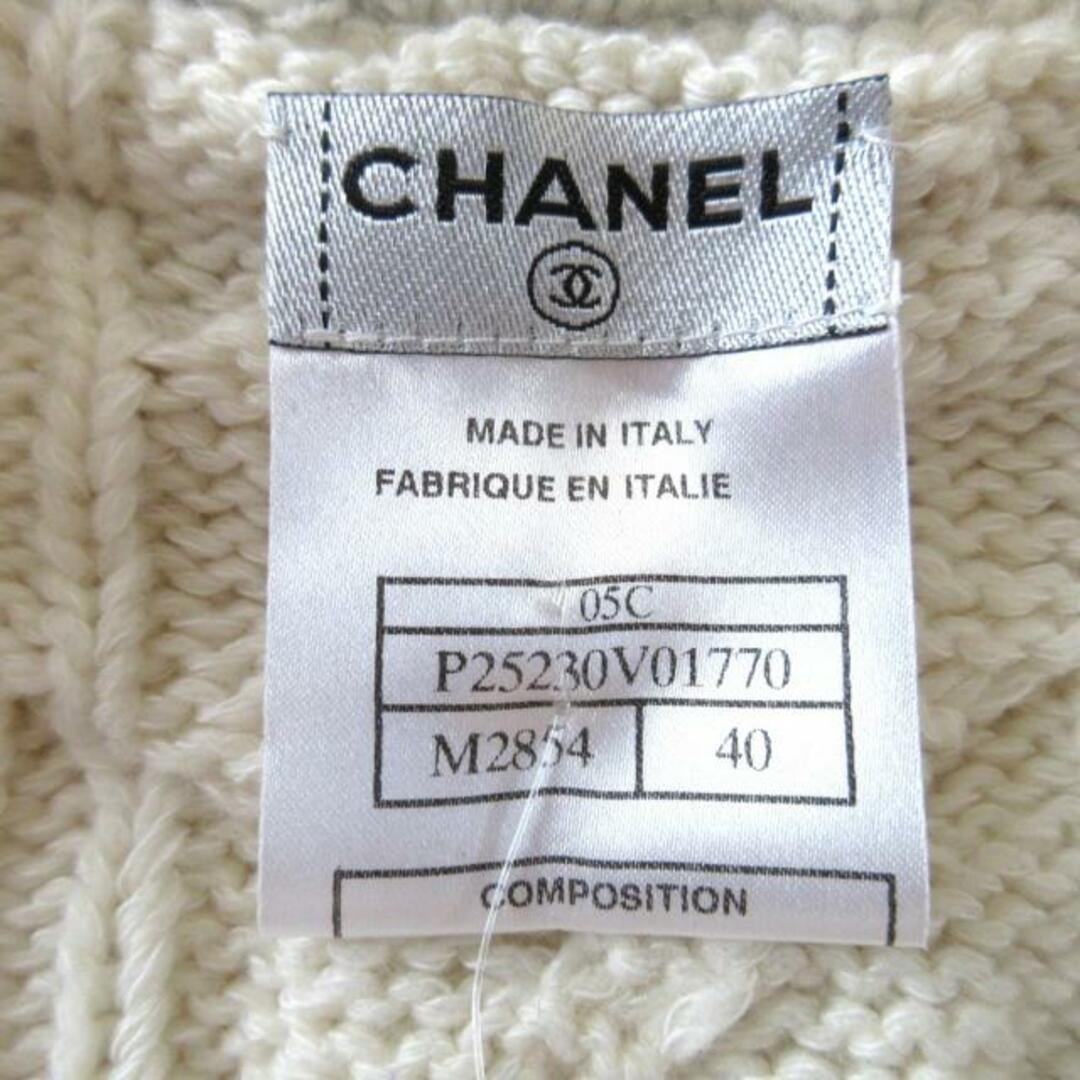 CHANEL
MADE IN ITALY
FABRIQUE EN ITALIE
05C
P25230V01770
M2854 40
COMPOSITION